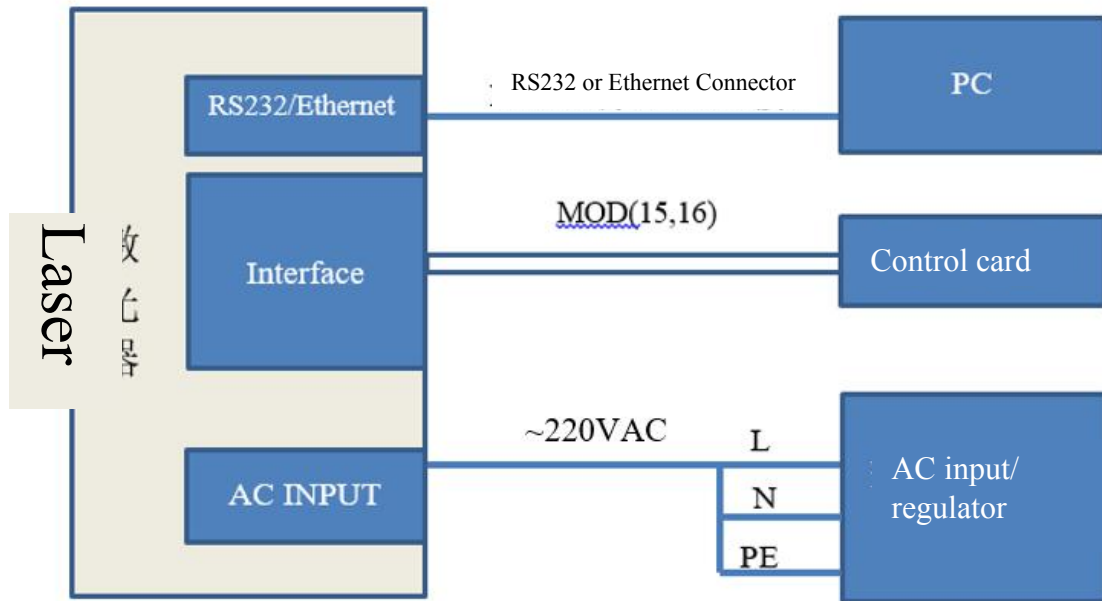 RS232/Ethernet
RS232 or Ethernet Connector
PC
Laser
Interface
MOD(15,16)
Control card
AC INPUT
~220VAC
L
N
PE
AC input/
regulator